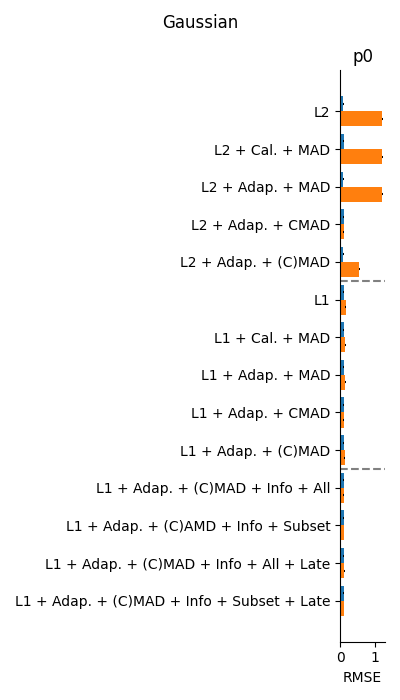 Gaussian
p0
L2
L2 + Cal. + MAD
L2 + Adap. + MAD
L2 + Adap. + CMAD
L2 + Adap. + (C)MAD
L1
L1 + Cal. + MAD
L1 + Adap. + MAD
L1 + Adap. + CMAD
L1 + Adap. + (C)MAD
L1 + Adap. + (C)MAD + Info + All
L1 + Adap. + (C)AMD + Info + Subset
L1 + Adap. + (C)MAD + Info + All + Late
L1 + Adap. + (C)MAD + Info + Subset + Late
0 1
RMSE